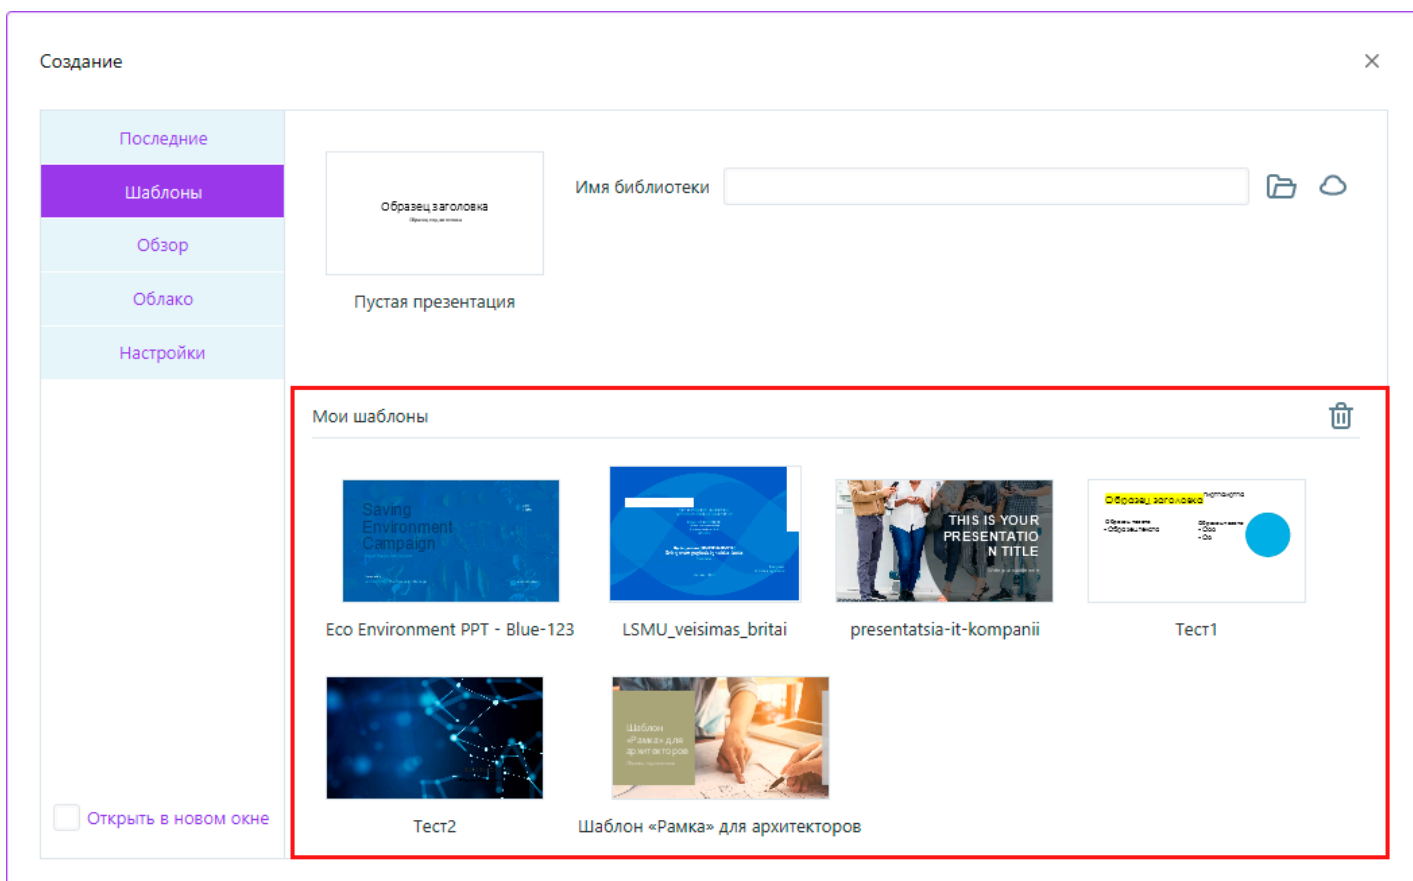 Создание
Последние
Шаблоны
Обзор
Облако
Настройки
Открыть в новом окне
Образец заголовка
Имя библиотеки
Пустая презентация
Мои шаблоны
Saving
Environment
Campaign
THIS IS YOUR
PRESENTATIO
N TITLE
Образец заголовка
Eco Environment PPT - Blue-123
LSMU_veisimas_britai
presentatsia-it-kompanii
Тест1
Шаблон
«Рамка» для
архитекторов
Тест2
Шаблон «Рамка» для архитекторов